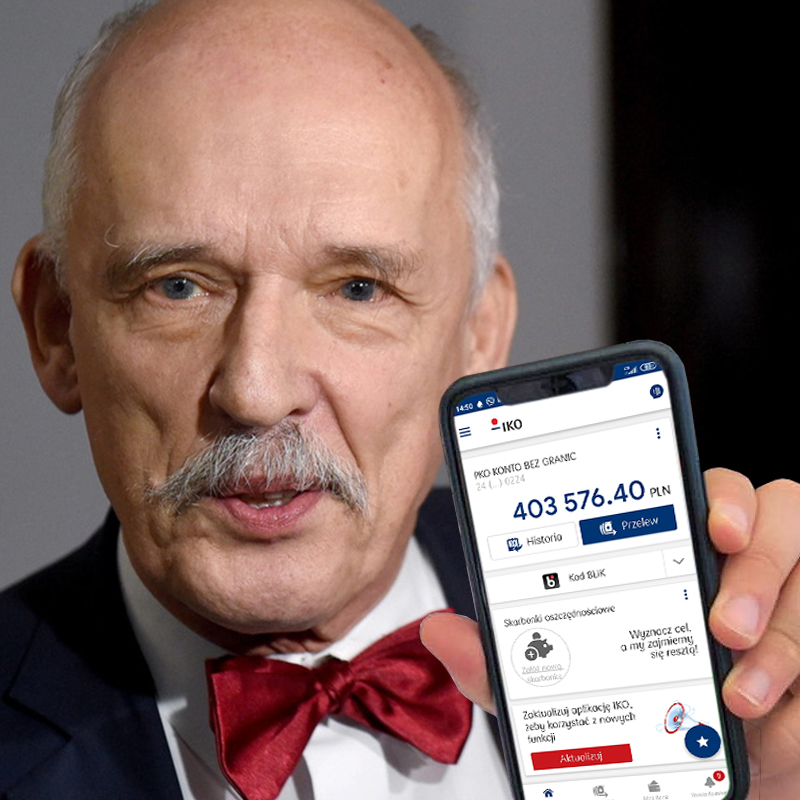 14:50
IKO
PKO KONTO BEZ GRANIC
24 (...) 0224
403 576.40 PLN
Historia
Przelew
Kod BLIK
Skarbonki oszczędnościowe
Załóż nową
skarbonkę
Wyznacz cel,
a my zajmiemy
się resztą!
Zaktualizuj aplikację IKO,
żeby korzystać z nowych
funkcji
Aktualizuj